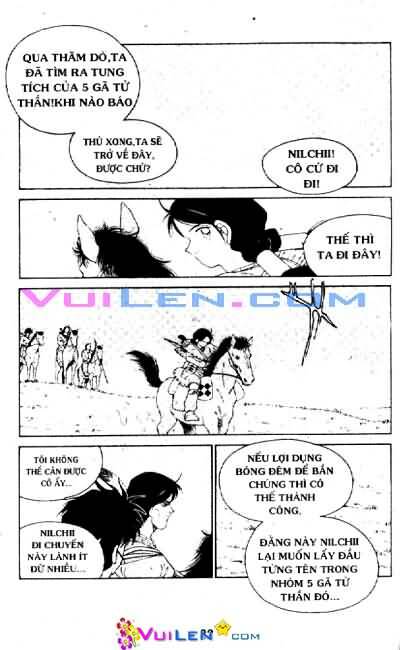 QUA THĂM DÒ,TA
ĐÃ TÌM RA TUNG
TÍCH CỦA 5 GÃ TỬ
THẦN!KHI NÀO BÁO
THÙ XONG,TA SẼ
TRỞ VỀ ĐÂY,
ĐƯỢC CHỨ?
NILCHII!
CÔ CỨ ĐI
ĐI!
THẾ THÌ
TA ĐI ĐÂY!
VUILEN.COM
NẾU LỢI DỤNG
BÓNG ĐÊM ĐỂ BẮN
CHÚNG THÌ CÓ
THỂ THÀNH
CÔNG.
ĐẰNG NÀY NILCHII
LẠI MUỐN LẤY ĐẦU
TỪNG TÊN TRONG
NHÓM 5 GÃ TỬ
THẦN ĐÓ...
TÔI KHÔNG
THỂ CẢN ĐƯỢC
CÔ ẤY...
NILCHII
ĐI CHUYẾN
NÀY LÀNH ÍT
DỮ NHIỀU...
VUILEN